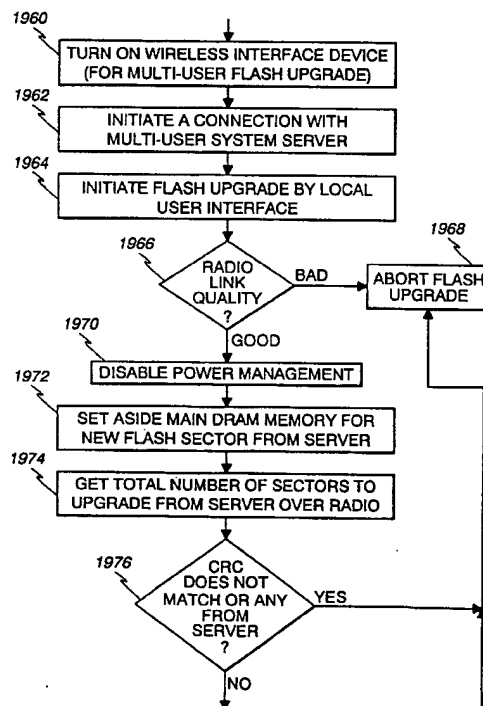 1960
TURN ON WIRELESS INTERFACE DEVICE
(FOR MULTI-USER FLASH UPGRADE)
1962
INITIATE A CONNECTION WITH
MULTI-USER SYSTEM SERVER
1964
INITIATE FLASH UPGRADE BY LOCAL
USER INTERFACE
1966
RADIO
LINK
QUALITY
?
BAD
1968
ABORT FLASH
UPGRADE
GOOD
1970
DISABLE POWER MANAGEMENT
1972
SET ASIDE MAIN DRAM MEMORY FOR
NEW FLASH SECTOR FROM SERVER
1974
GET TOTAL NUMBER OF SECTORS TO
UPGRADE FROM SERVER OVER RADIO
1976
CRC
DOES NOT
MATCH OR ANY
FROM
SERVER
?
YES
NO